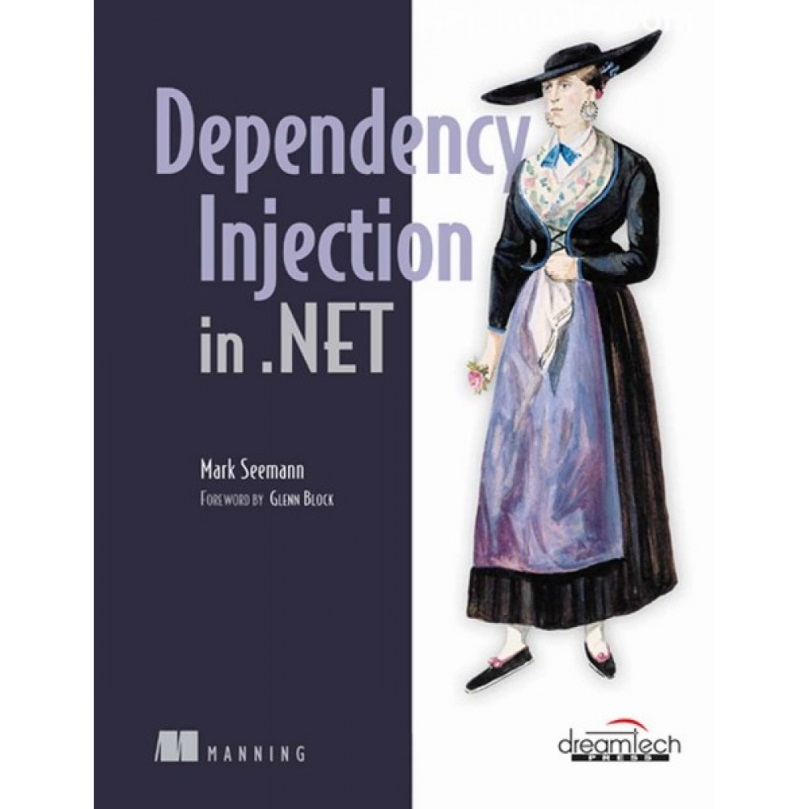 Dependency
Injection
in .NET
Mark Seemann
FOREWORD BY GLENN BLOCK
MANNING
dreamtech
PRESS